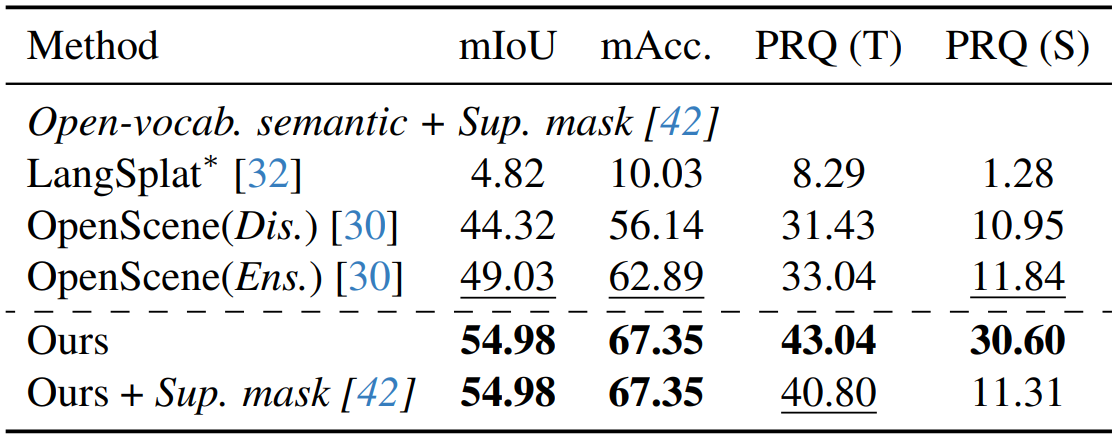 Method mIoU mAcc. PRQ (T) PRQ (S)
Open-vocab. semantic + Sup. mask [42]
LangSplat* [32] 4.82 10.03 8.29 1.28
OpenScene(Dis.) [30] 44.32 56.14 31.43 10.95
OpenScene(Ens.) [30] 49.03 62.89 33.04 11.84
Ours 54.98 67.35 43.04 30.60
Ours + Sup. mask [42] 54.98 67.35 40.80 11.31